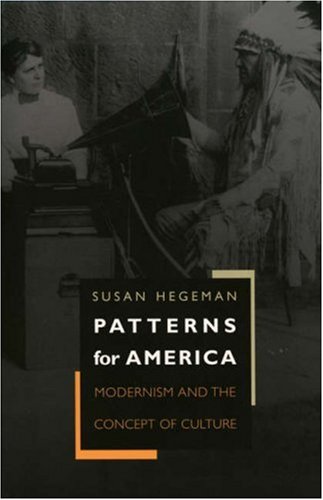 SUSAN HEGEMAN
PATTERNS
for AMERICA
MODERNISM AND THE
CONCEPT OF CULTURE